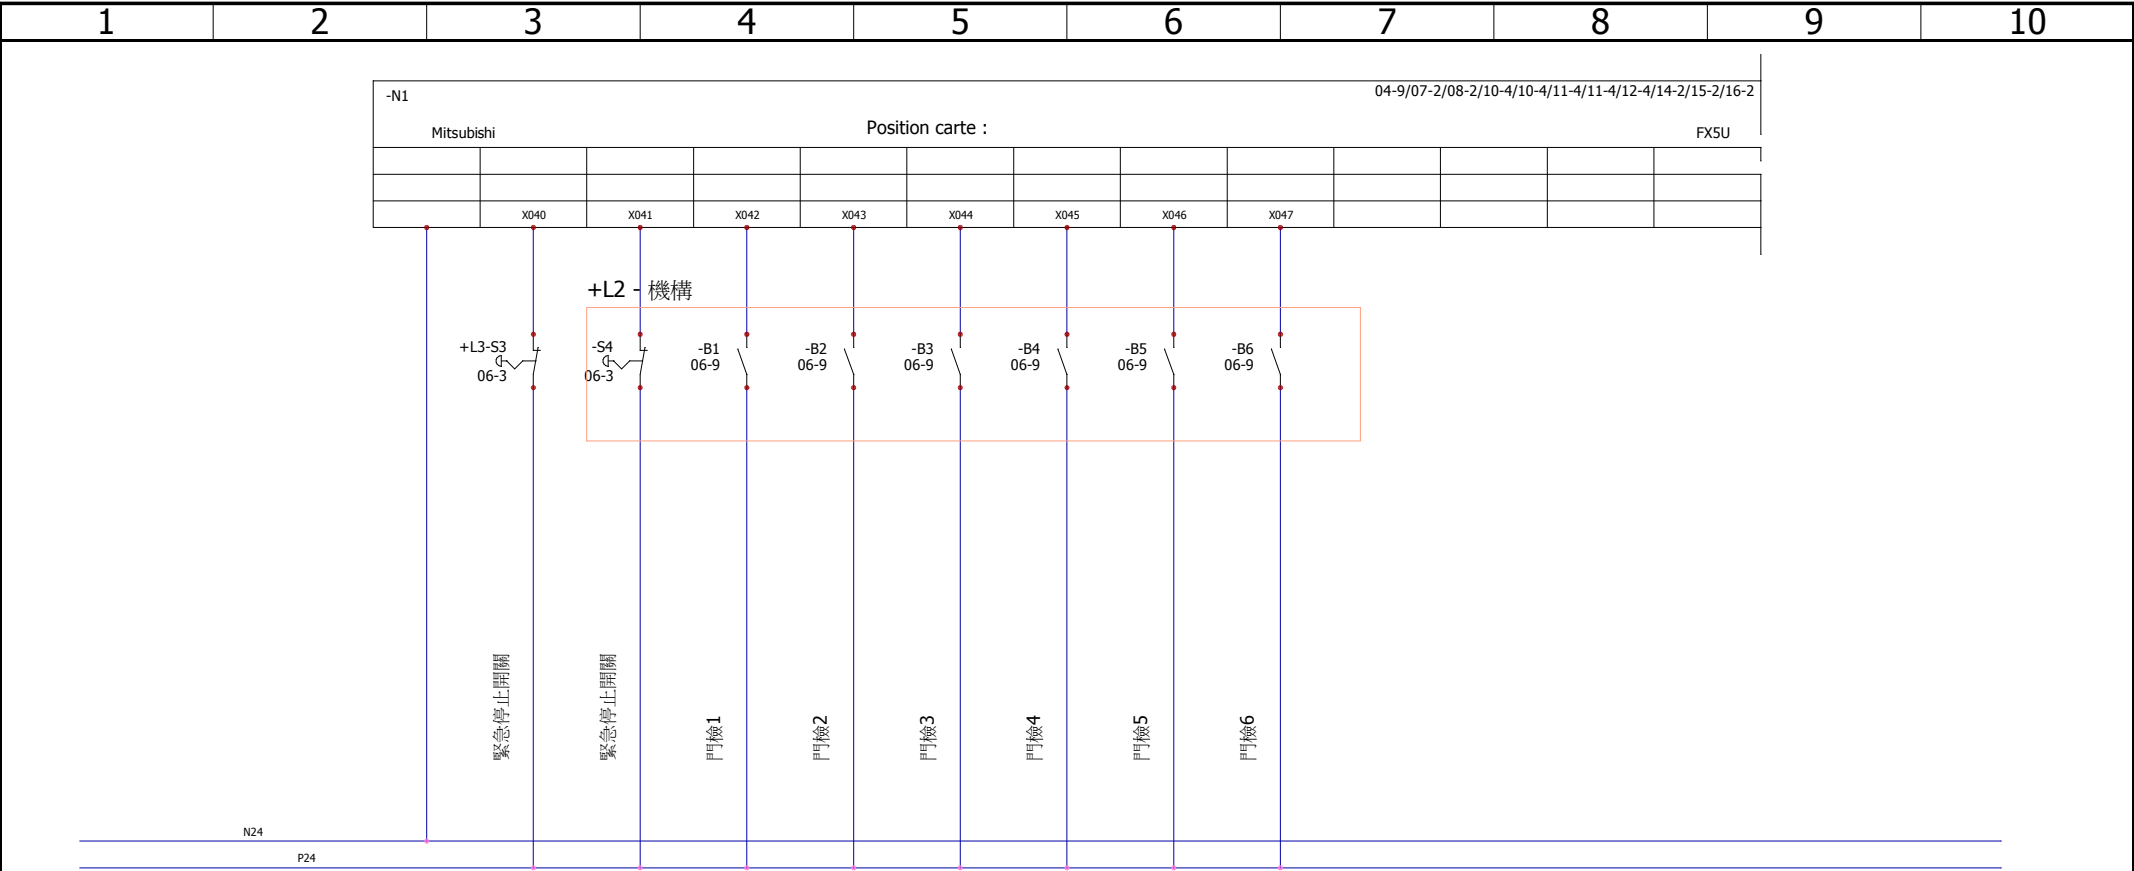 1 2 3 4 5 6 7 8 9 10
-N1 04-9/07-2/08-2/10-4/10-4/11-4/11-4/12-4/14-2/15-2/16-2
Mitsubishi Position carte : FX5U
X040 X041 X042 X043 X044 X045 X046 X047
+L2 - 機構
+L3-S3 -S4 -B1 -B2 -B3 -B4 -B5 -B6
06-3 06-3 06-9 06-9 06-9 06-9 06-9 06-9
緊急停止開關
緊急停止開關
門檢1
門檢2
門檢3
門檢4
門檢5
門檢6
N24
P24